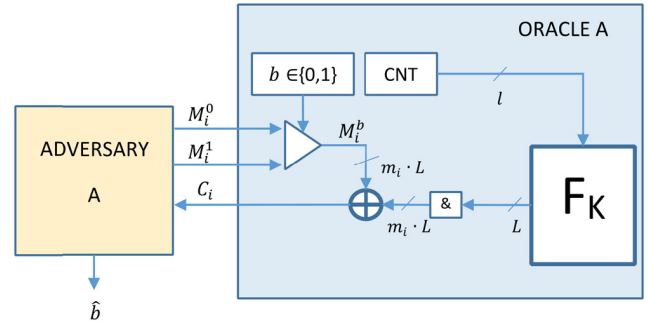 ORACLE A
b ∈{0,1}
CNT
l
M_i^0
M_i^b
ADVERSARY
A
M_i^1
m_i · L
C_i
&
F_K
m_i · L
L
b̂